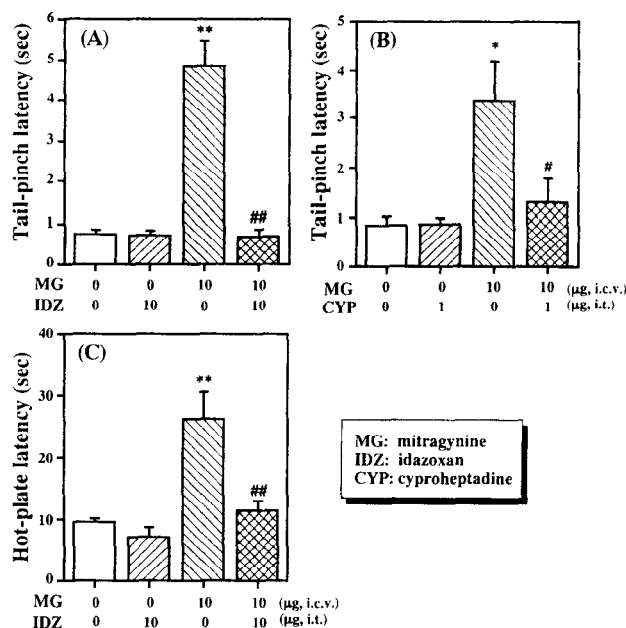 (A)
Tail-pinch latency (sec)
6
5
4
3
2
1
0
**
##
MG 0 0 10 10
IDZ 0 10 0 10
(B)
Tail-pinch latency (sec)
5
4
3
2
1
0
*
#
MG 0 0 10 10 (μg, i.c.v.)
CYP 0 1 0 1 (μg, i.t.)
(C)
Hot-plate latency (sec)
40
30
20
10
0
**
##
MG 0 0 10 10 (μg, i.c.v.)
IDZ 0 10 0 10 (μg, i.t.)
MG: mitragynine
IDZ: idazoxan
CYP: cyproheptadine